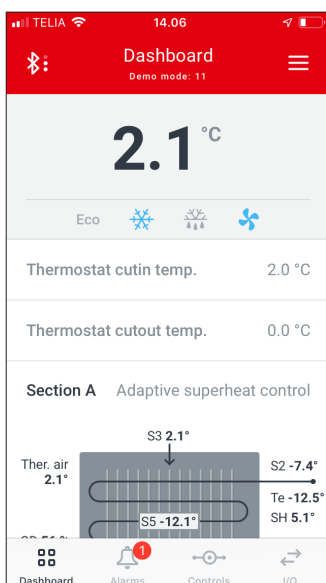 TELIA 14.06
Dashboard
Demo mode: 11
2.1 °C
Eco
Thermostat cutin temp. 2.0 °C
Thermostat cutout temp. 0.0 °C
Section A Adaptive superheat control
S3 2.1°
Ther. air
2.1°
S2 -7.4°
Te -12.5°
SH 5.1°
S5 -12.1°
1
Dashboard Alarms Controls I/O